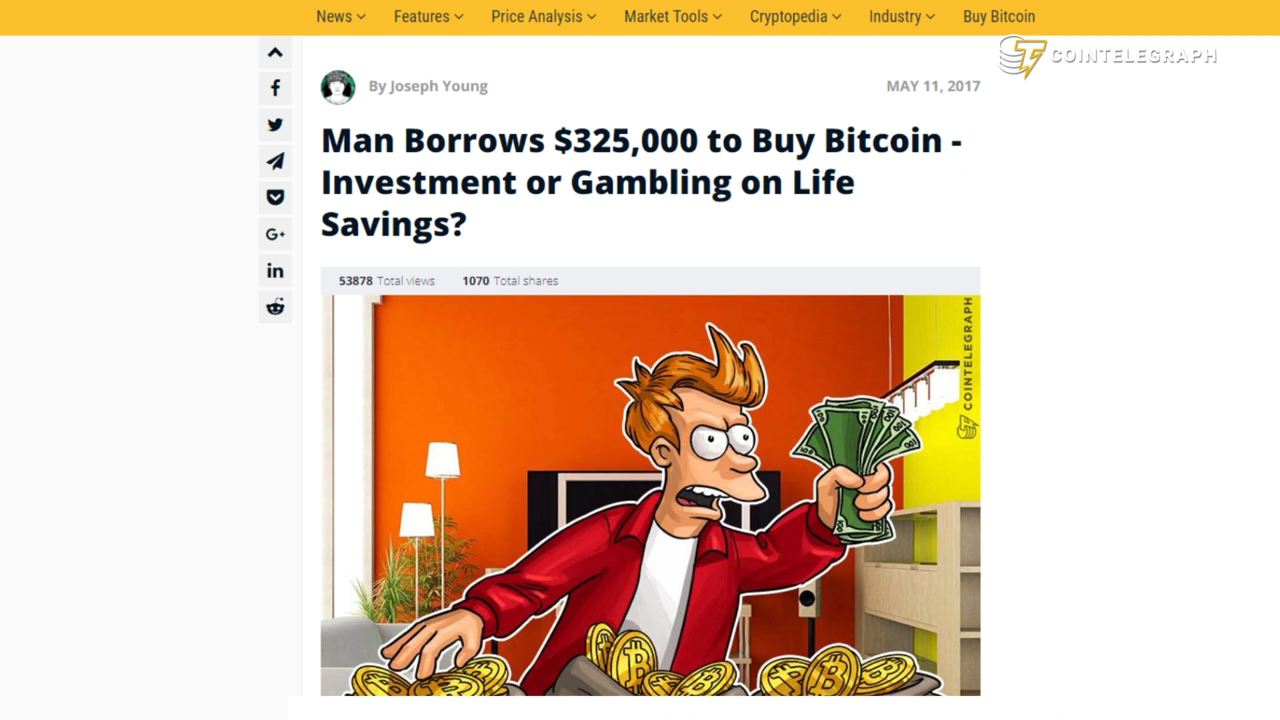 News Features Price Analysis Market Tools Cryptopedia Industry Buy Bitcoin
COINTELEGRAPH
By Joseph Young MAY 11, 2017
Man Borrows $325,000 to Buy Bitcoin -
Investment or Gambling on Life
Savings?
53878 Total views 1070 Total shares
COINTELEGRAPH